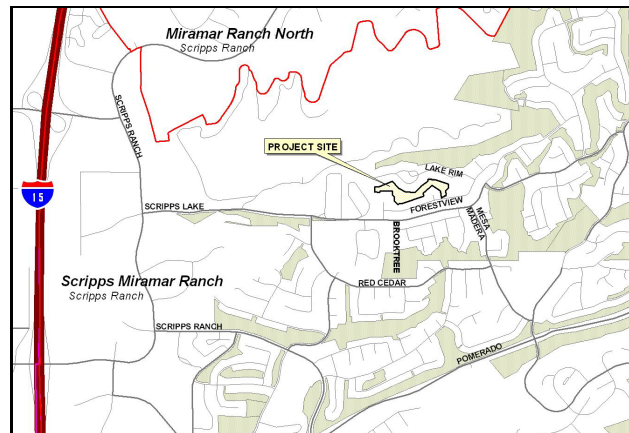 Miramar Ranch North
Scripps Ranch
SCRIPPS RANCH
PROJECT SITE
LAKE RIM
15
SCRIPPS LAKE
FORESTVIEW
MESA
MADERA
BROOKTREE
Scripps Miramar Ranch
Scripps Ranch
RED CEDAR
SCRIPPS RANCH
POMERADO